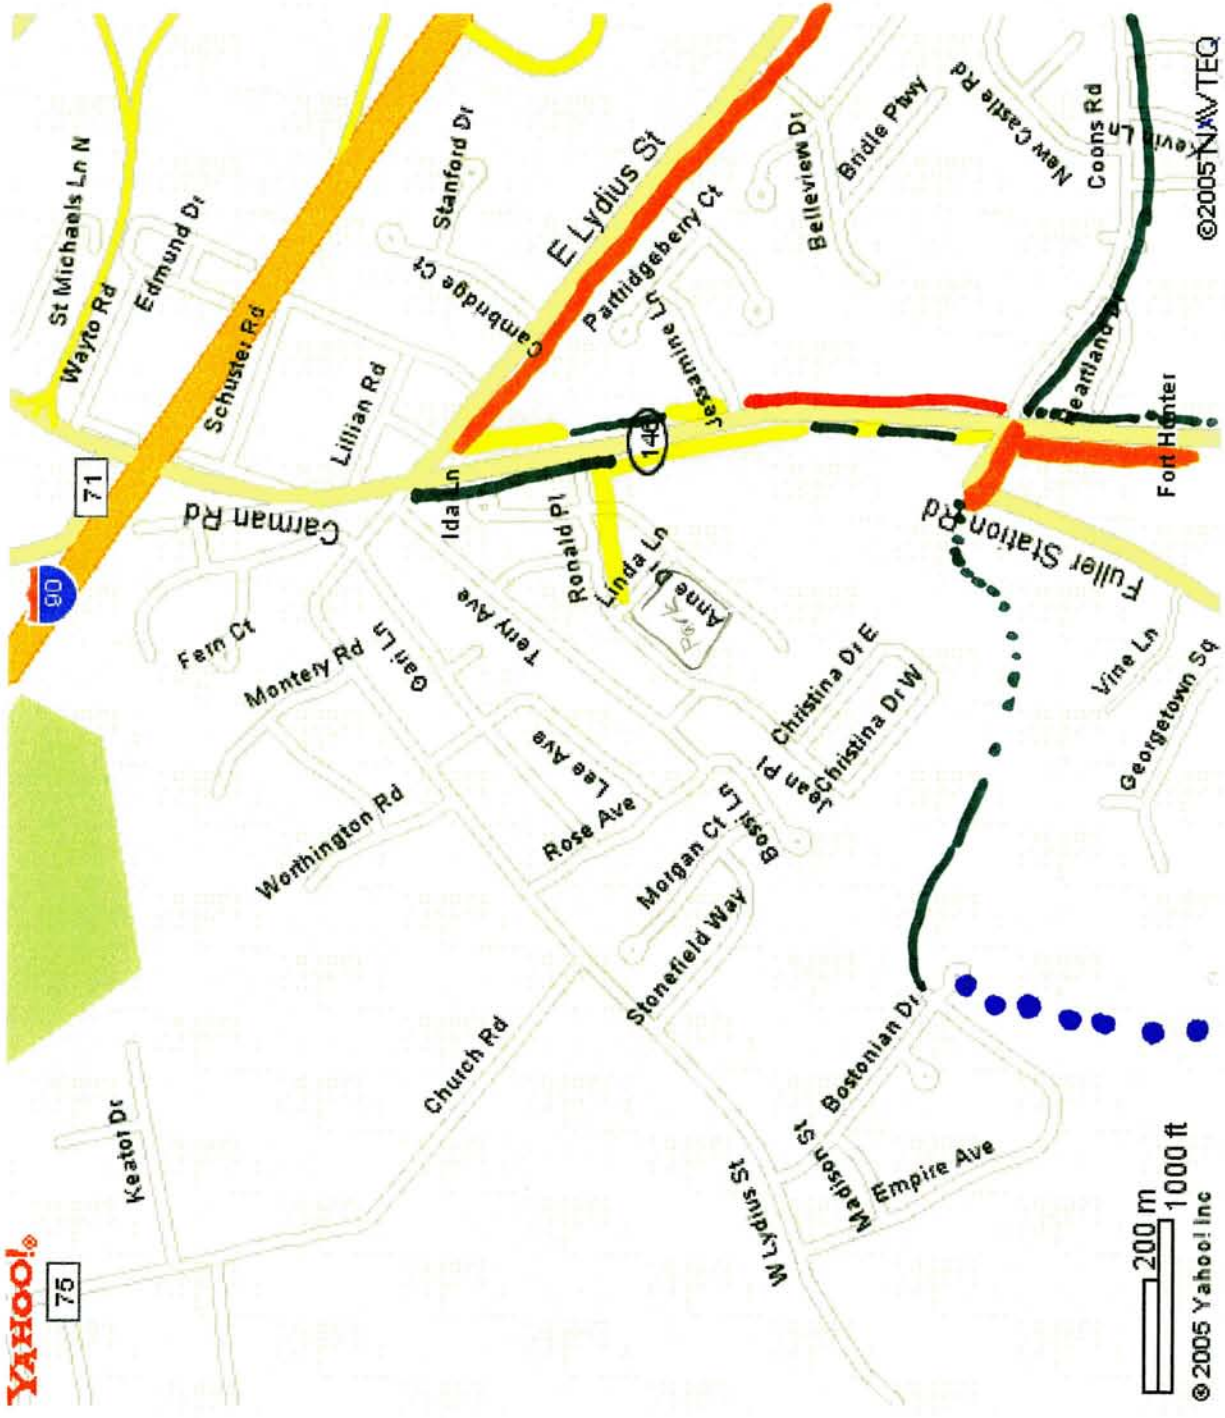 YAHOO!
75
Keator Dr
Church Rd
W Lydius St
Madison St
Empire Ave
Bostonian Dr
Stonefield Way
Morgan Ct
Bossi Ln
Jean Pl
Christina Dr W
Christina Dr E
Rose Ave
Lee Ave
Worthington Rd
Montery Rd
Gari Ln
Terry Ave
Fern Ct
90
Carman Rd
71
Ida Ln
Ronald Pl
Linda Ln
Anne Dr
Park
146
Lillian Rd
Schuster Rd
Wayto Rd
St Michaels Ln N
Edmund Dr
Stanford Dr
Cambridge Ct
E Lydius St
Partridgeberry Ct
Jessamine Ln
Belleview Dr
Bridle Ptwy
New Castle Rd
Coons Rd
Kevin Ln
Heartland Dr
Fort Hunter
Fuller Station Rd
Vine Ln
Georgetown Sq
200 m
1000 ft
© 2005 Yahoo! Inc
©2005 NAVTEQ